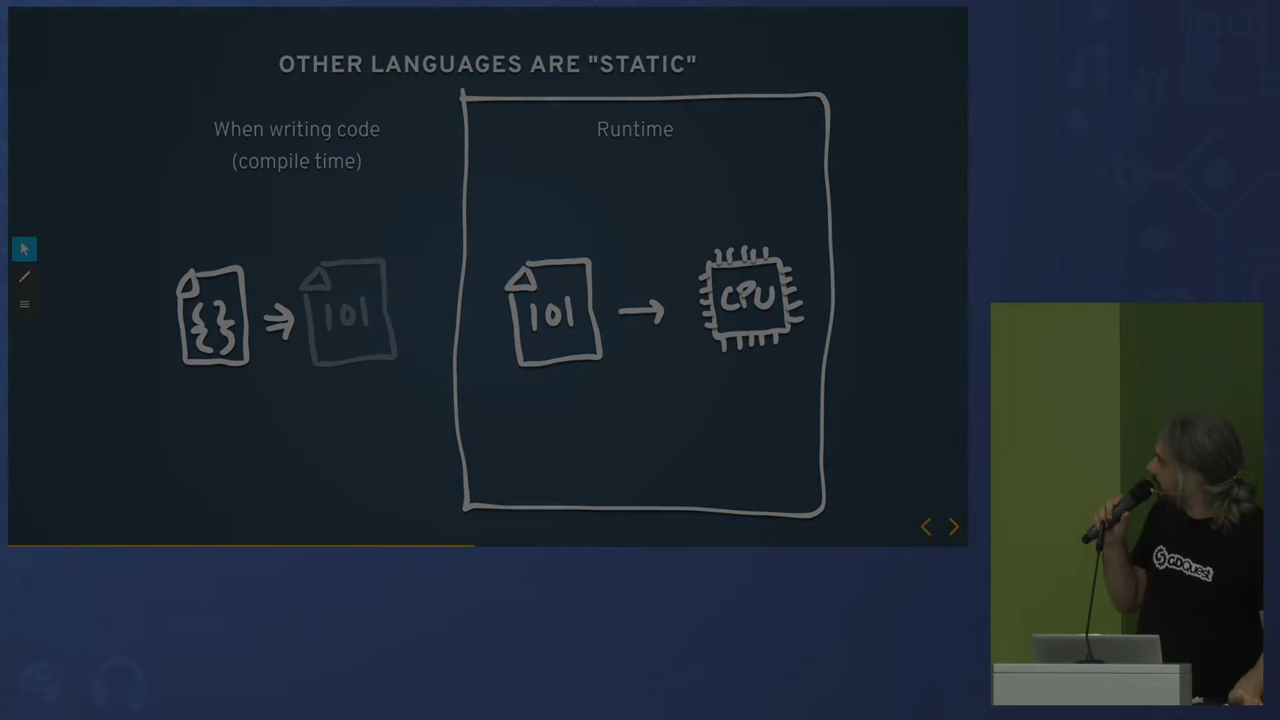 OTHER LANGUAGES ARE "STATIC"
When writing code
(compile time)
Runtime
{}
{}
101
101
CPU
GDQuest